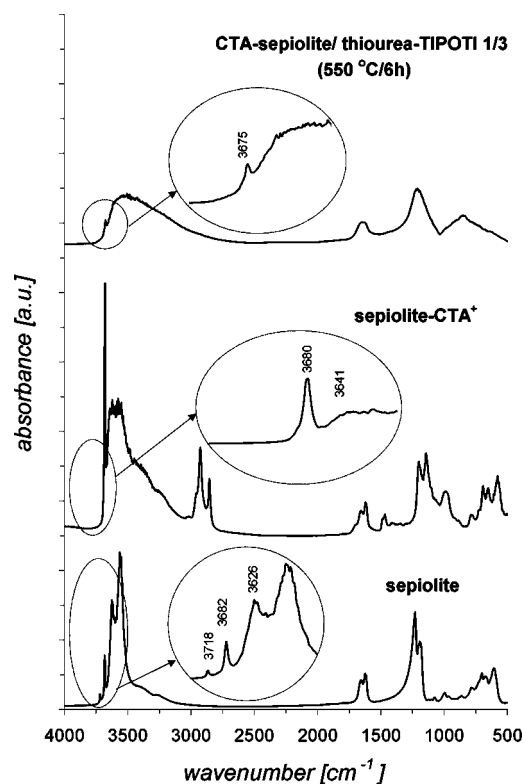 CTA-sepiolite/ thiourea-TIPOTI 1/3
(550 °C/6h)
3675
sepiolite-CTA+
3680
3641
absorbance [a.u.]
sepiolite
3718
3682
3626
4000 3500 3000 2500 2000 1500 1000 500
wavenumber [cm-1]